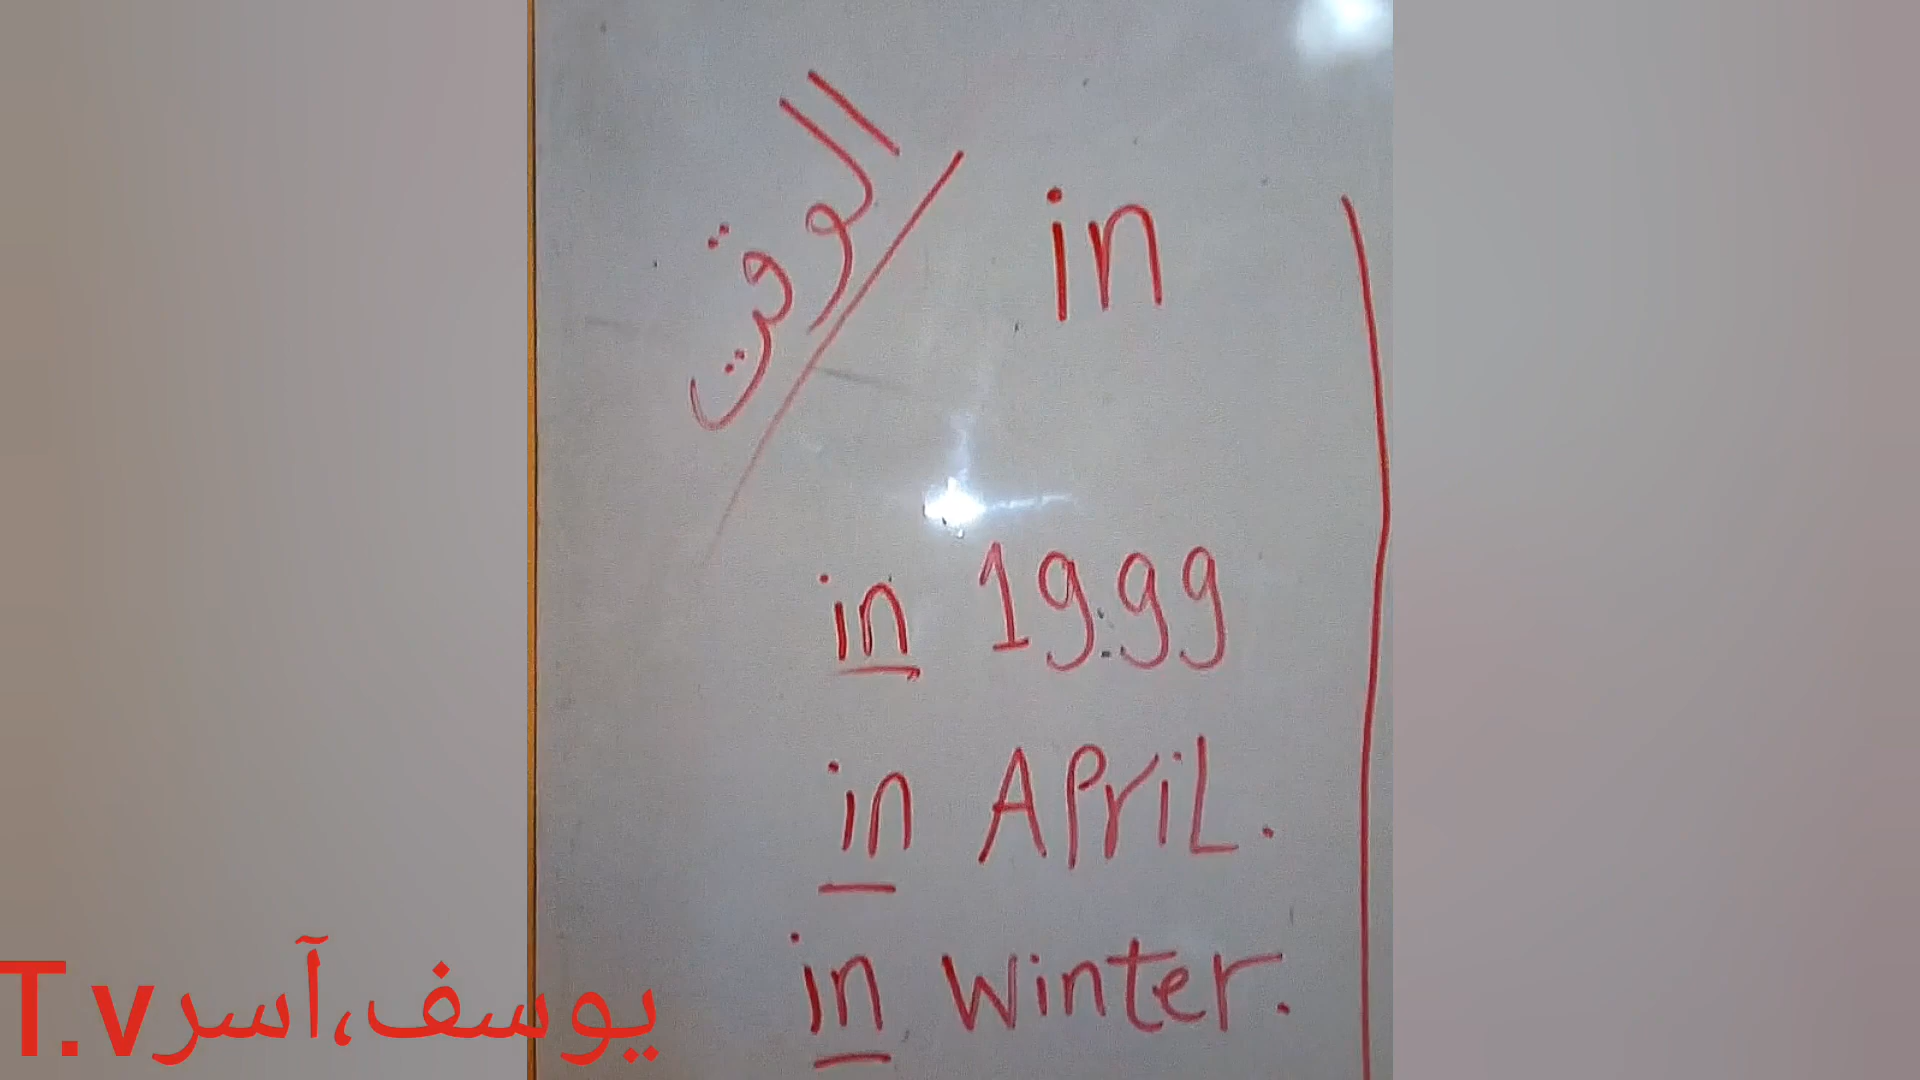 الوقت
in
in 1999
in April.
in winter.
يوسف،آسر T.v